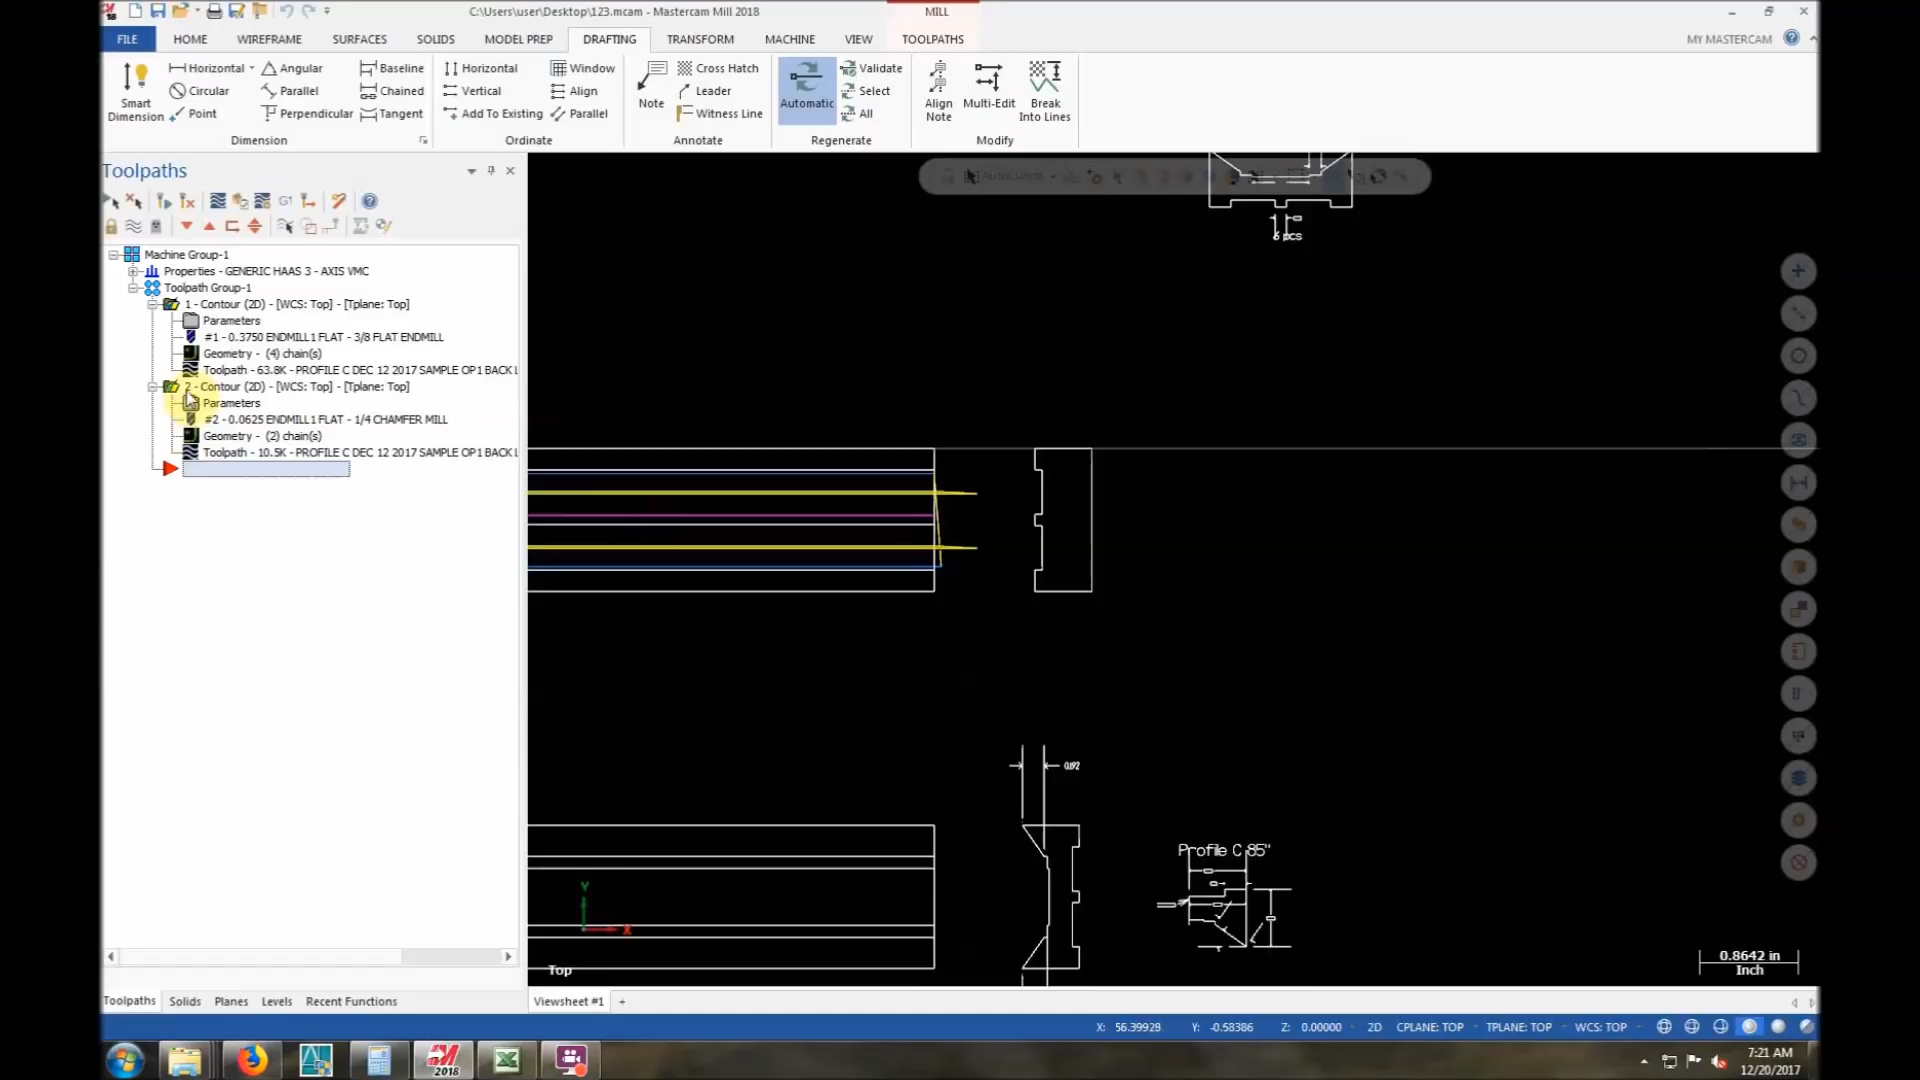 C:\Users\user\Desktop\123.mcam - Mastercam Mill 2018
MILL
FILE HOME WIREFRAME SURFACES SOLIDS MODEL PREP DRAFTING TRANSFORM MACHINE VIEW TOOLPATHS MY MASTERCAM
Smart Dimension
Horizontal Angular Baseline
Circular Parallel Chained
Point Perpendicular Tangent
Dimension
Horizontal Window
Vertical Align
Add To Existing Parallel
Ordinate
Note
Cross Hatch
Leader
Witness Line
Annotate
Automatic
Validate
Select
All
Regenerate
Align Note
Multi-Edit
Break Into Lines
Modify
Toolpaths
G1
Machine Group-1
Properties - GENERIC HAAS 3 - AXIS VMC
Toolpath Group-1
1 - Contour (2D) - [WCS: Top] - [Tplane: Top]
Parameters
#1 - 0.3750 ENDMILL1 FLAT - 3/8 FLAT ENDMILL
Geometry - (4) chain(s)
Toolpath - 63.8K - PROFILE C DEC 12 2017 SAMPLE OP1 BACK L
2 - Contour (2D) - [WCS: Top] - [Tplane: Top]
Parameters
#2 - 0.0625 ENDMILL1 FLAT - 1/4 CHAMFER MILL
Geometry - (2) chain(s)
Toolpath - 10.5K - PROFILE C DEC 12 2017 SAMPLE OP1 BACK L
AutoCursor
6 pcs
0.192
Profile C 85"
Y
X
Top
0.8642 in
Inch
Toolpaths Solids Planes Levels Recent Functions
Viewsheet #1 +
X: 56.39928 Y: -0.58386 Z: 0.00000 2D CPLANE: TOP TPLANE: TOP WCS: TOP
2018
7:21 AM
12/20/2017